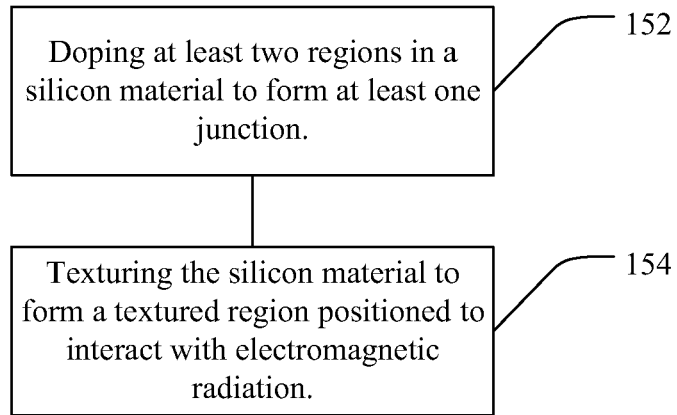 Doping at least two regions in a
silicon material to form at least one
junction.
152
Texturing the silicon material to
form a textured region positioned to
interact with electromagnetic
radiation.
154